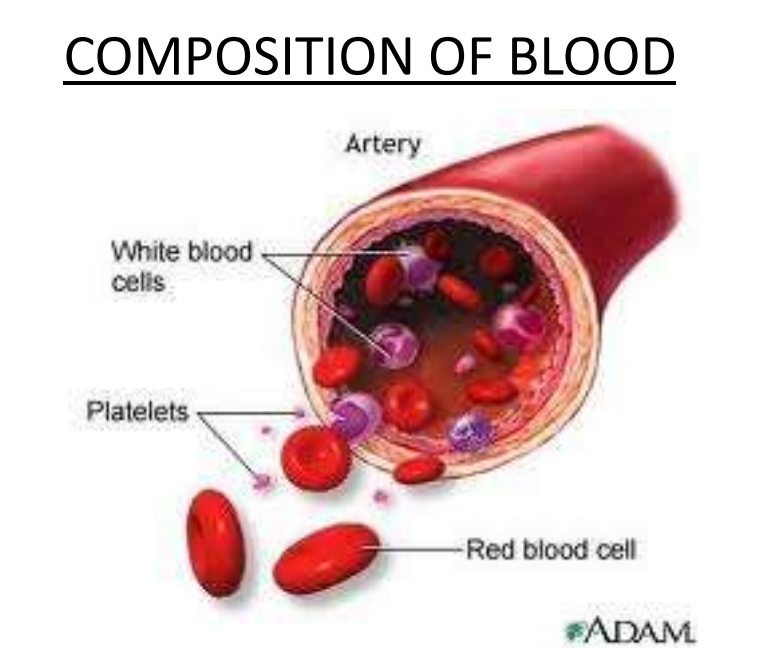 COMPOSITION OF BLOOD
Artery
White blood
cells
Platelets
Red blood cell
ADAM.